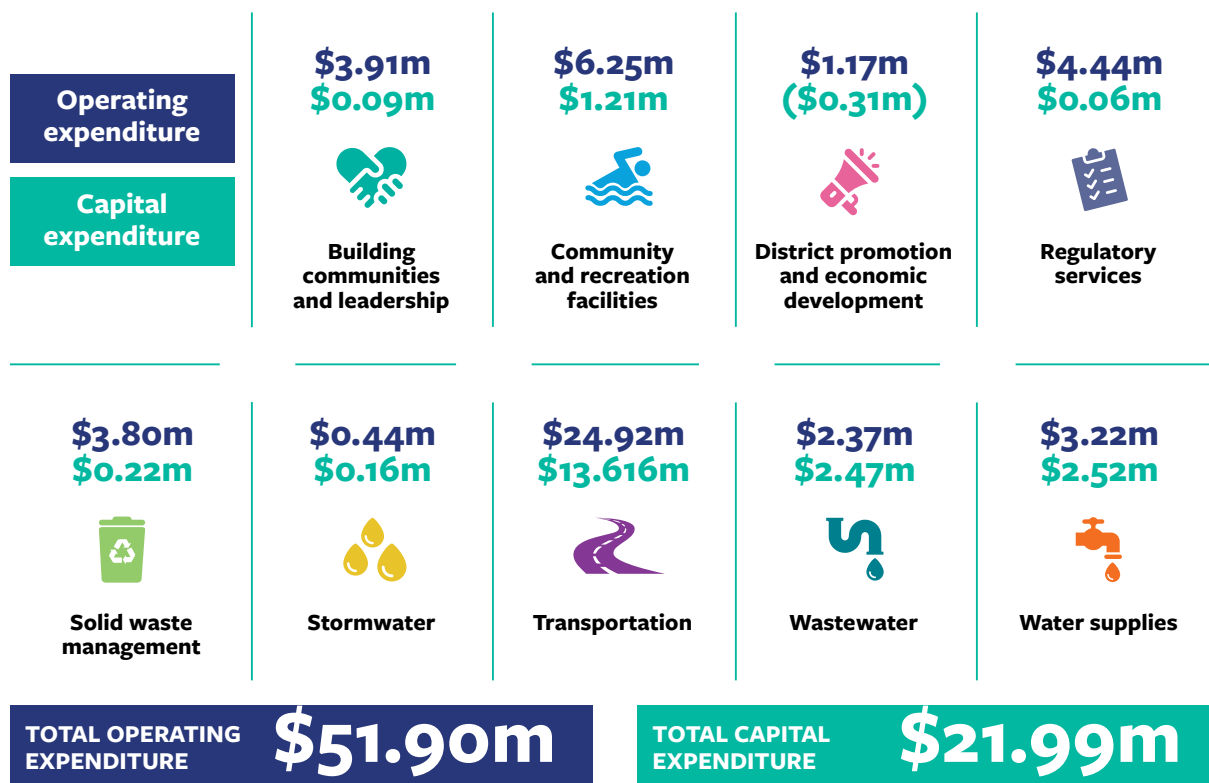 Operating
expenditure
Capital
expenditure
$3.91m
$0.09m
Building
communities
and leadership
$6.25m
$1.21m
Community
and recreation
facilities
$1.17m
($0.31m)
District promotion
and economic
development
$4.44m
$0.06m
Regulatory
services
$3.80m
$0.22m
Solid waste
management
$0.44m
$0.16m
Stormwater
$24.92m
$13.616m
Transportation
$2.37m
$2.47m
Wastewater
$3.22m
$2.52m
Water supplies
TOTAL OPERATING
EXPENDITURE
$51.90m
TOTAL CAPITAL
EXPENDITURE
$21.99m